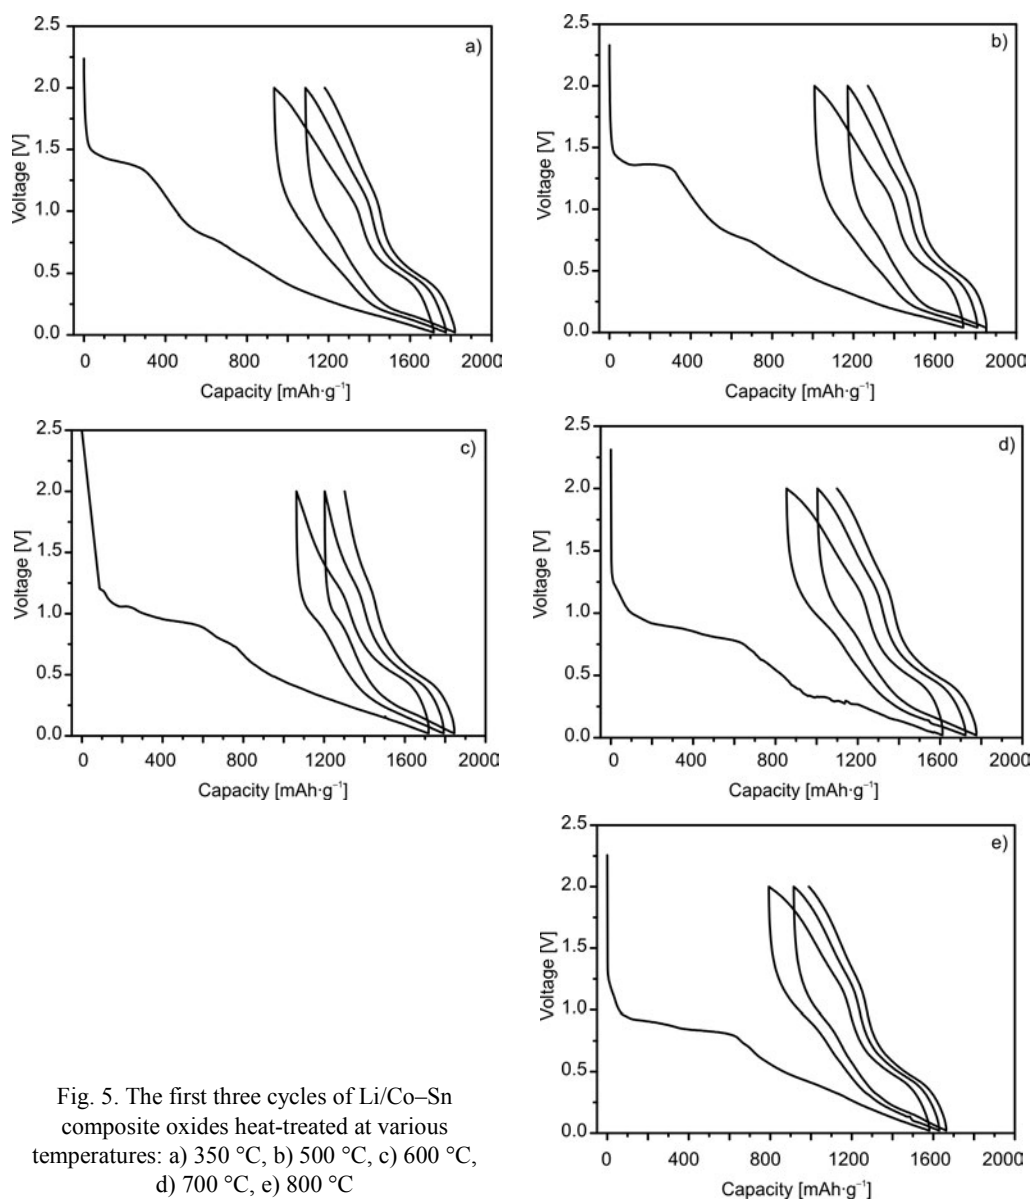 2.5
a)
2.0
1.5
1.0
0.5
0.0
Voltage [V]
0 400 800 1200 1600 2000
Capacity [mAh·g⁻¹]
2.5
b)
2.0
1.5
1.0
0.5
0.0
Voltage [V]
0 400 800 1200 1600 2000
Capacity [mAh·g⁻¹]
2.5
c)
2.0
1.5
1.0
0.5
0.0
Voltage [V]
0 400 800 1200 1600 2000
Capacity [mAh·g⁻¹]
2.5
d)
2.0
1.5
1.0
0.5
0.0
Voltage [V]
0 400 800 1200 1600 2000
Capacity [mAh·g⁻¹]
2.5
e)
2.0
1.5
1.0
0.5
0.0
Voltage [V]
0 400 800 1200 1600 2000
Capacity [mAh·g⁻¹]
Fig. 5. The first three cycles of Li/Co–Sn
composite oxides heat-treated at various
temperatures: a) 350 °C, b) 500 °C, c) 600 °C,
d) 700 °C, e) 800 °C